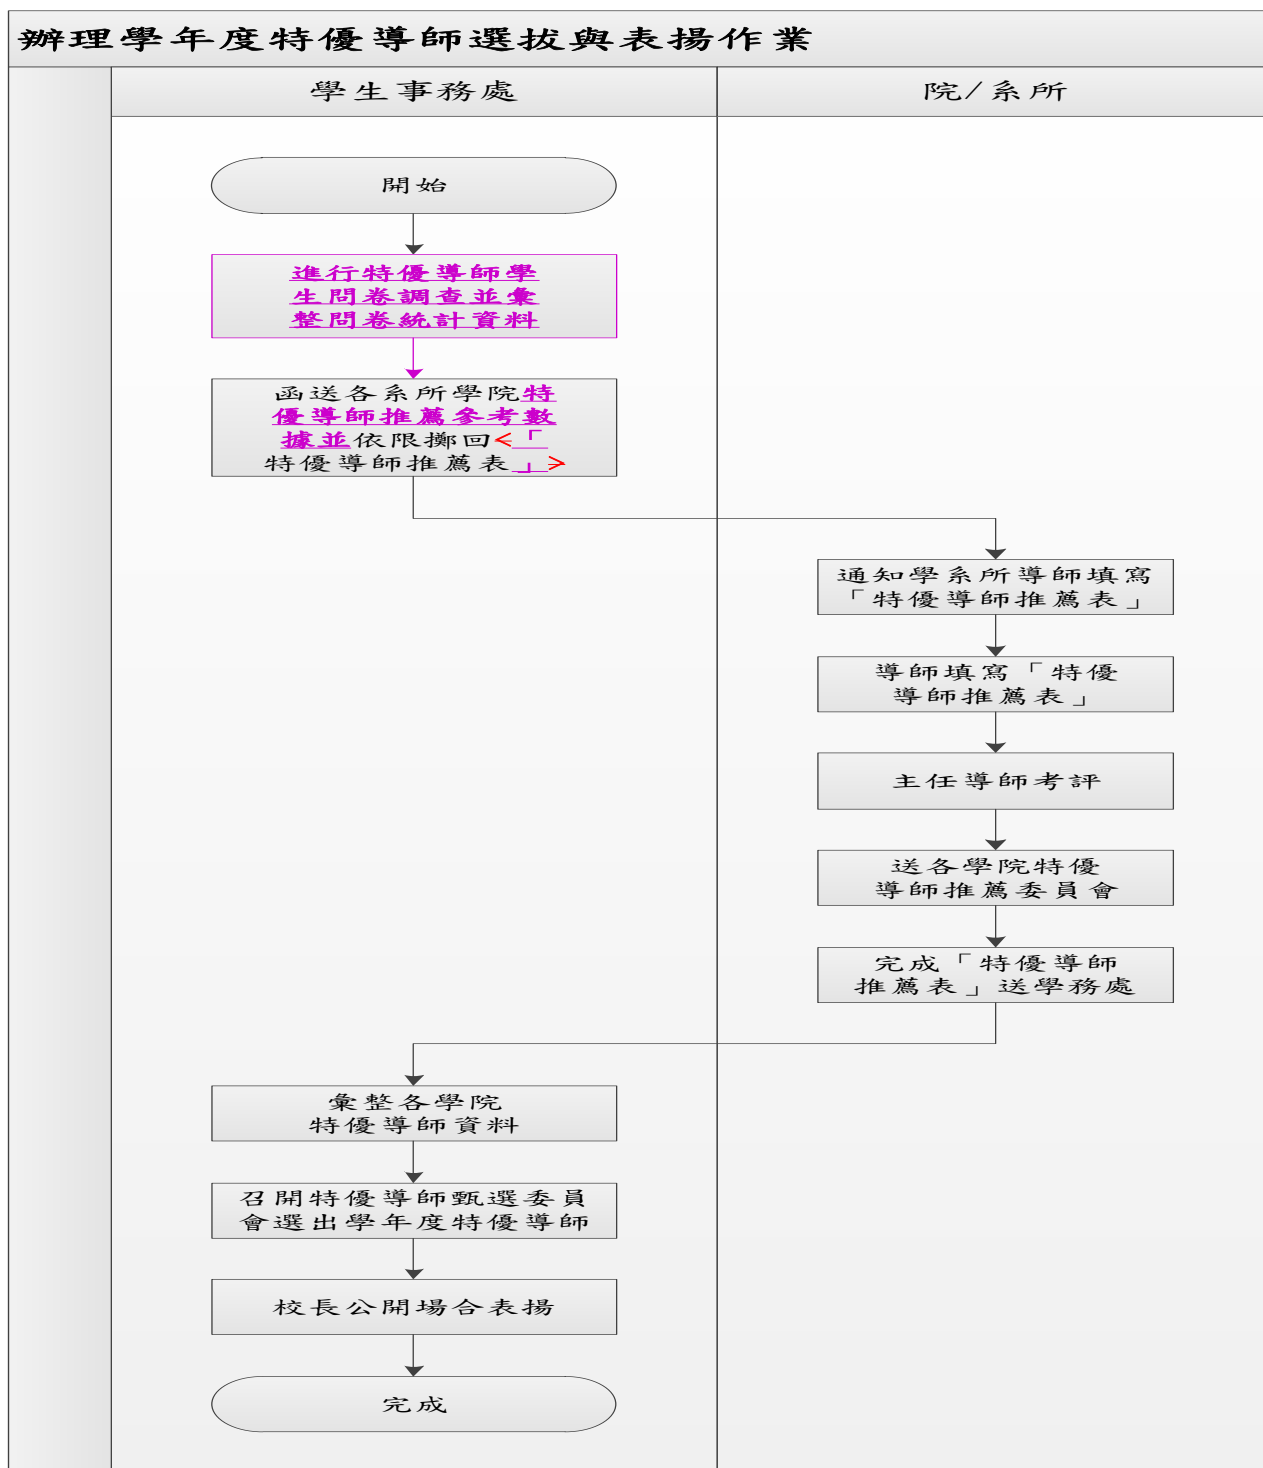 辦理學年度特優導師選拔與表揚作業
學生事務處
院/系所
開始
進行特優導師學
生問卷調查並彙
整問卷統計資料
函送各系所學院特
優導師推薦參考數
據並依限擲回<「
特優導師推薦表」>
通知學系所導師填寫
「特優導師推薦表」
導師填寫「特優
導師推薦表」
主任導師考評
送各學院特優
導師推薦委員會
完成「特優導師
推薦表」送學務處
彙整各學院
特優導師資料
召開特優導師甄選委員
會選出學年度特優導師
校長公開場合表揚
完成